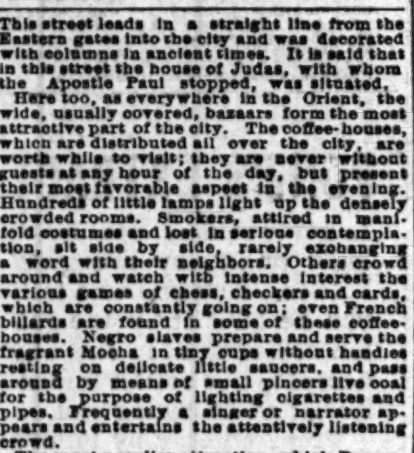 This street leads in a straight line from the
Eastern gates into the city and was decorated
with columns in ancient times. It is said that
in this street the house of Judas, with whom
the Apostle Paul stopped, was situated.
Here too, as everywhere in the Orient, the
wide, usually covered, bazaars form the most
attractive part of the city. The coffee-houses,
which are distributed all over the city, are
worth while to visit; they are never without
guests at any hour of the day, but present
their most favorable aspect in the evening.
Hundreds of little lamps light up the densely
crowded rooms. Smokers, attired in mani-
fold costumes and lost in serious contempla-
tion, sit side by side, rarely exchanging
a word with their neighbors. Others crowd
around and watch with intense interest the
various games of chess, checkers and cards,
which are constantly going on; even French
billards are found in some of these coffee-
houses. Negro slaves prepare and serve the
fragrant Mocha in tiny cups without handles
resting on delicate little saucers, and pass
around by means of small pincers live coal
for the purpose of lighting cigarettes and
pipes. Frequently a singer or narrator ap-
pears and entertains the attentively listening
crowd.